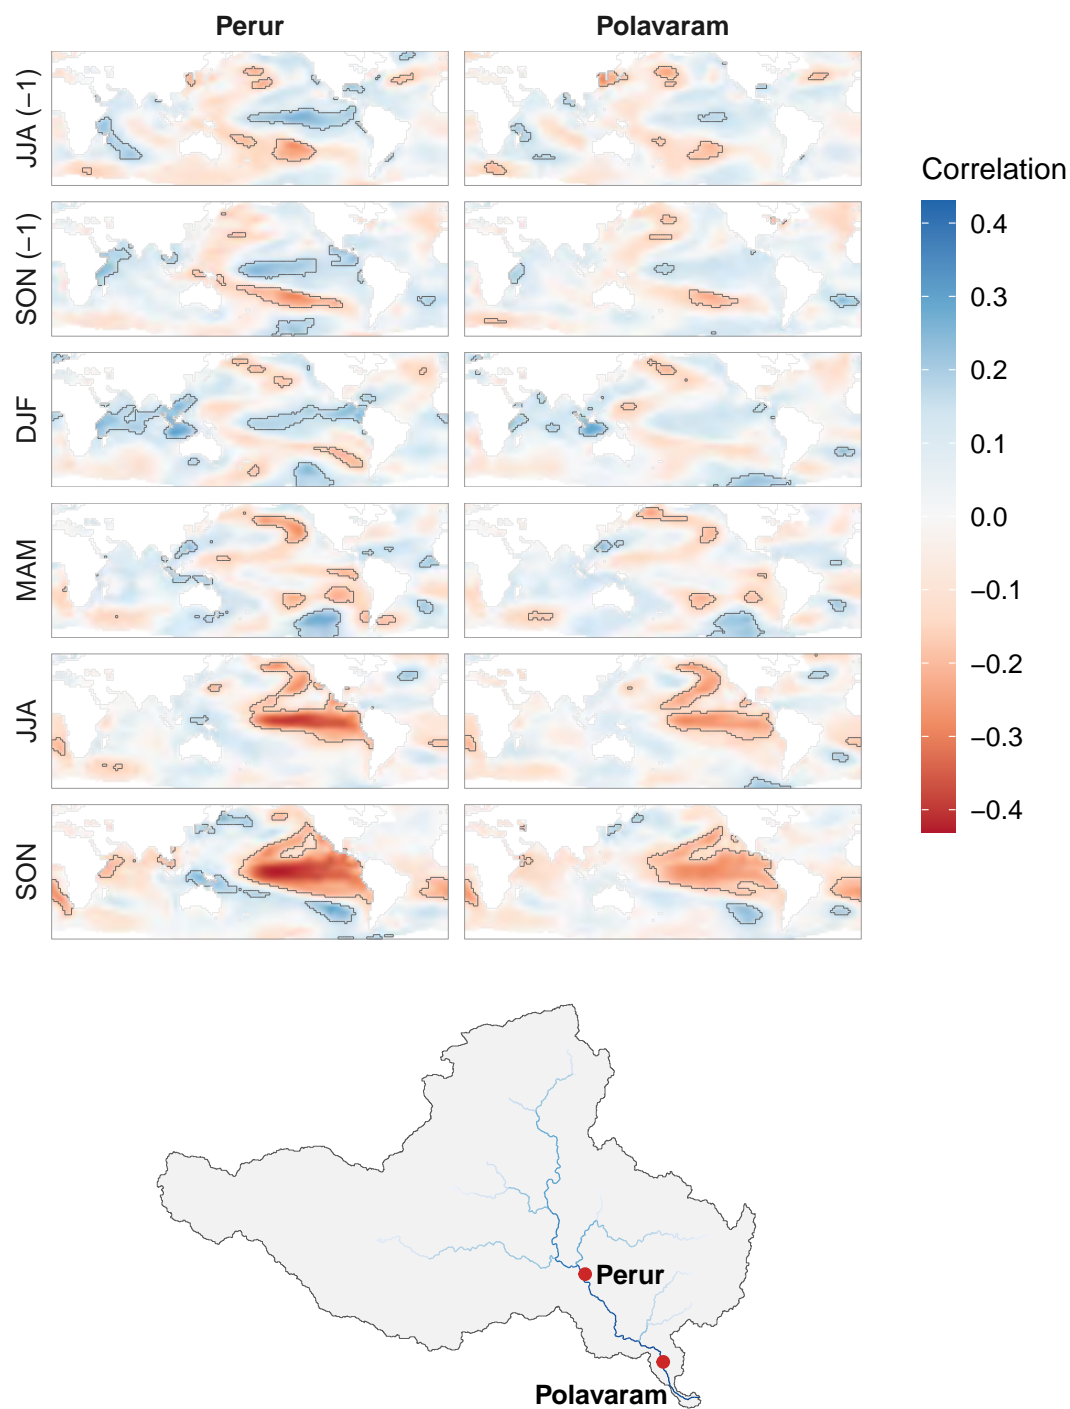 Perur Polavaram
JJA (−1)
SON (−1)
DJF
MAM
JJA
SON
Correlation
0.4
0.3
0.2
0.1
0.0
−0.1
−0.2
−0.3
−0.4
Perur
Polavaram